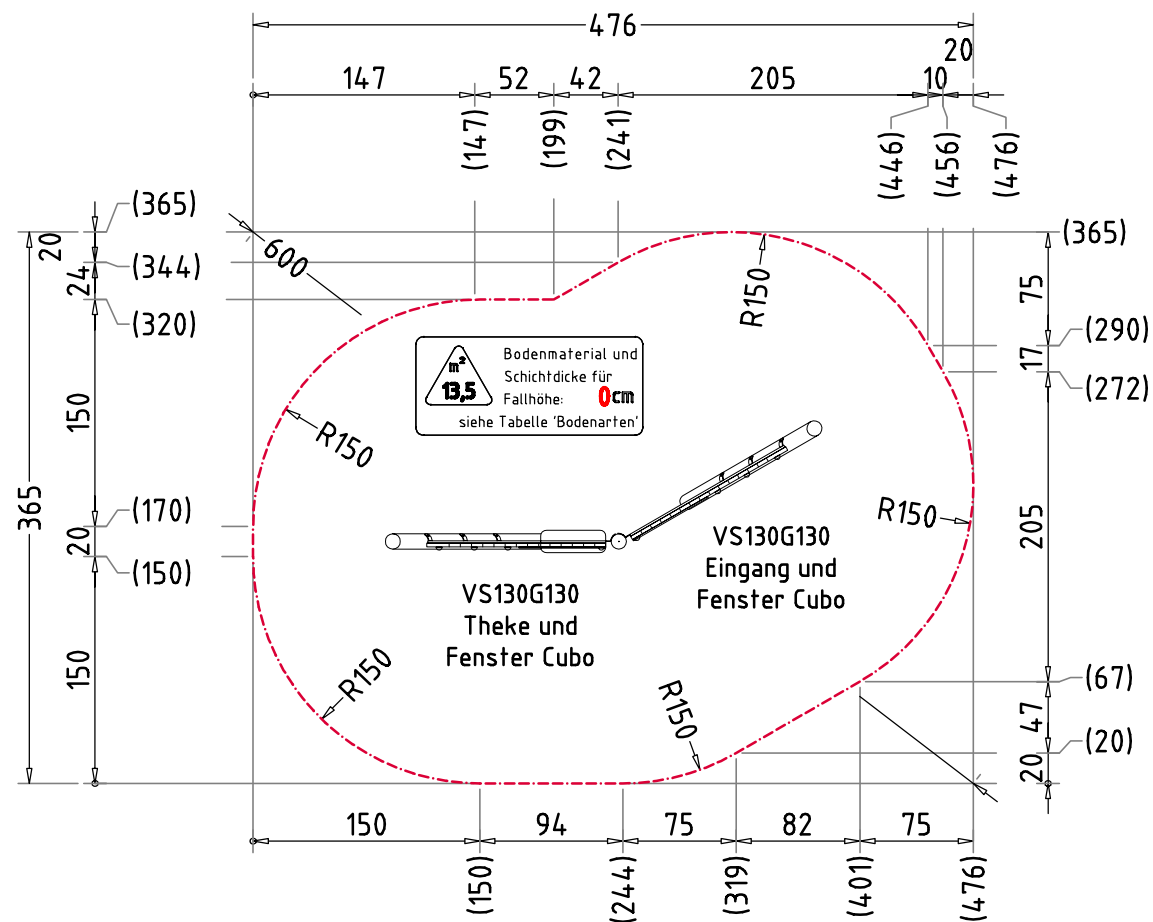 476
20
147
52
42
205
10
(147)
(199)
(241)
(446)
(456)
(476)
(365)
20
(344)
24
(320)
600
R150
(365)
75
(290)
17
(272)
m²
13,5
Bodenmaterial und
Schichtdicke für
Fallhöhe: 0cm
siehe Tabelle 'Bodenarten'
150
R150
365
(170)
20
(150)
R150
205
VS130G130
Eingang und
Fenster Cubo
VS130G130
Theke und
Fenster Cubo
150
R150
R150
(67)
47
(20)
20
150
94
75
82
75
(150)
(244)
(319)
(401)
(476)